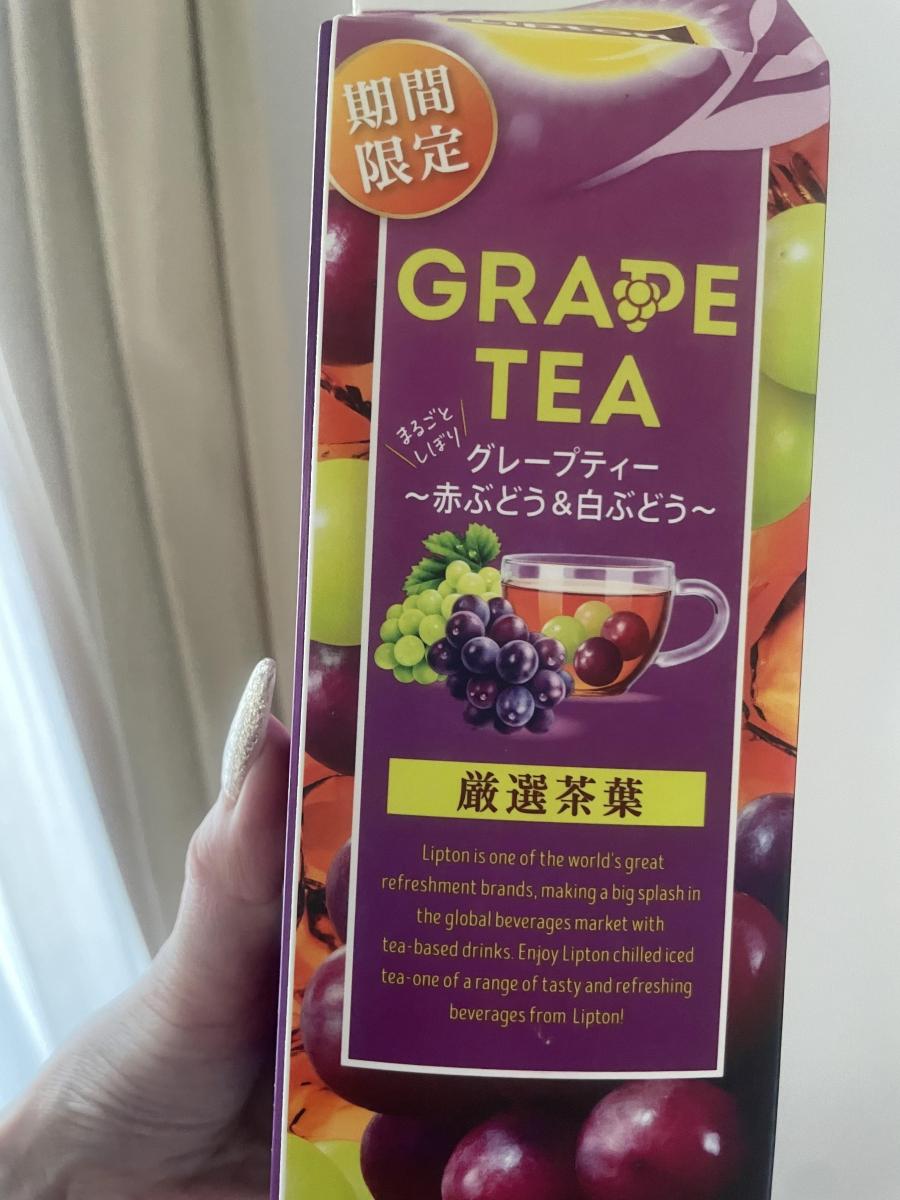 Lipton
期間
限定
GRAPE
TEA
まるごと
しぼり
グレープティー
～赤ぶどう&白ぶどう～
厳選茶葉
Lipton is one of the world's great
refreshment brands, making a big splash in
the global beverages market with
tea-based drinks. Enjoy Lipton chilled iced
tea-one of a range of tasty and refreshing
beverages from Lipton!